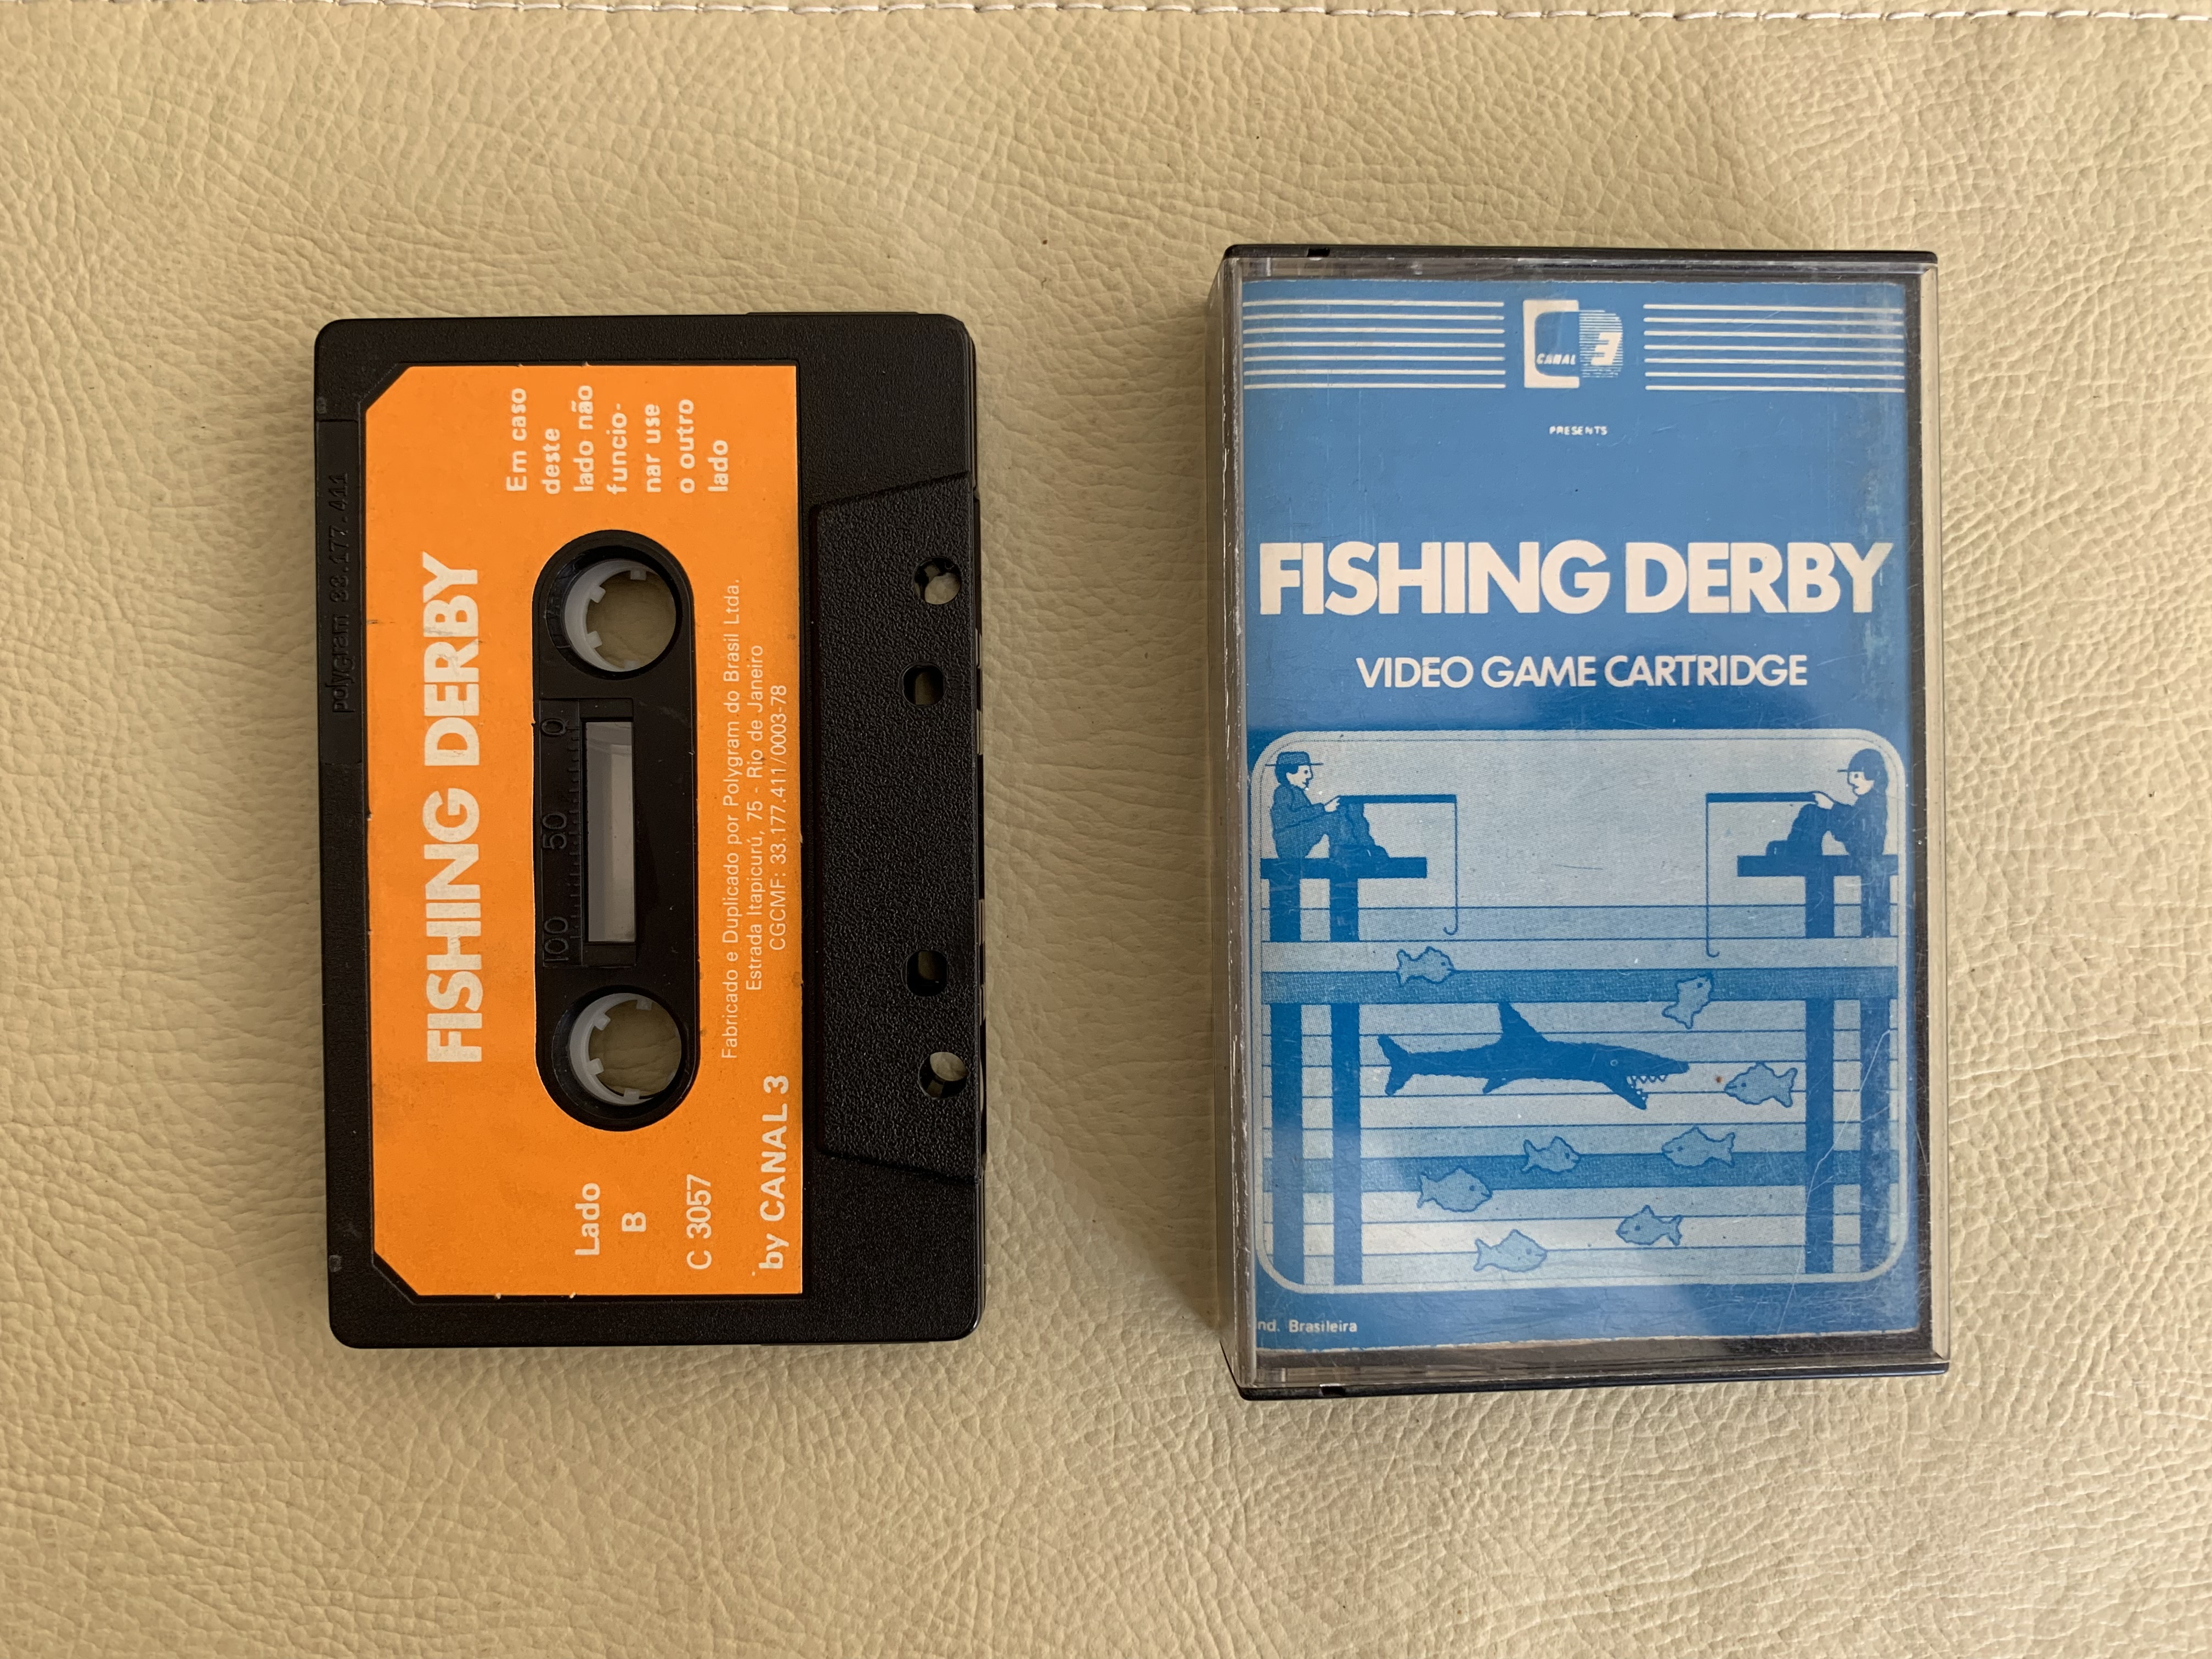 polygram 33.177.411
FISHING DERBY
Em caso
deste
lado não
funcio-
nar use
o outro
lado
100 50 0
Lado
B
C 3057
Fabricado e Duplicado por Polygram do Brasil Ltda.
Estrada Itapicurú, 75 - Rio de Janeiro
CGCMF: 33.177.411/0003-78
by CANAL 3
CANAL 3
PRESENTS
FISHING DERBY
VIDEO GAME CARTRIDGE
nd. Brasileira